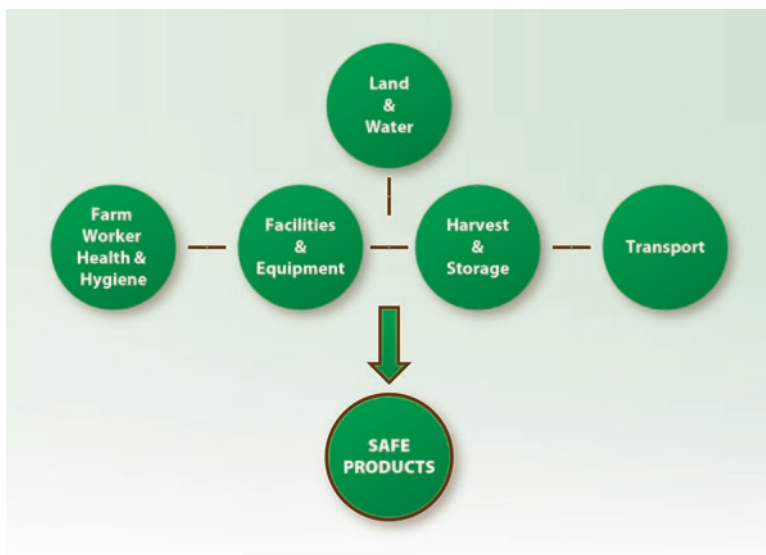 Land
&
Water
Farm
Worker
Health &
Hygiene
Facilities
&
Equipment
Harvest
&
Storage
Transport
SAFE
PRODUCTS